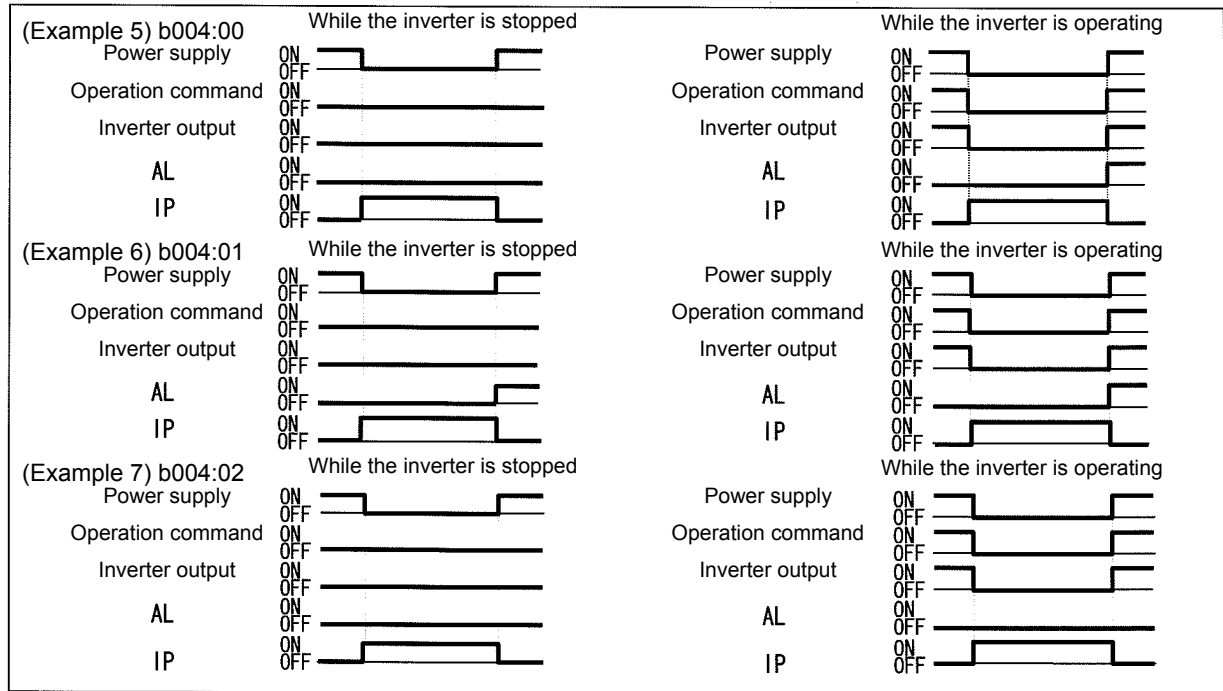 (Example 5) b004:00
While the inverter is stopped
Power supply ON
OFF
Operation command ON
OFF
Inverter output ON
OFF
AL ON
OFF
IP ON
OFF
While the inverter is operating
Power supply ON
OFF
Operation command ON
OFF
Inverter output ON
OFF
AL ON
OFF
IP ON
OFF
(Example 6) b004:01
While the inverter is stopped
Power supply ON
OFF
Operation command ON
OFF
Inverter output ON
OFF
AL ON
OFF
IP ON
OFF
While the inverter is operating
Power supply ON
OFF
Operation command ON
OFF
Inverter output ON
OFF
AL ON
OFF
IP ON
OFF
(Example 7) b004:02
While the inverter is stopped
Power supply ON
OFF
Operation command ON
OFF
Inverter output ON
OFF
AL ON
OFF
IP ON
OFF
While the inverter is operating
Power supply ON
OFF
Operation command ON
OFF
Inverter output ON
OFF
AL ON
OFF
IP ON
OFF